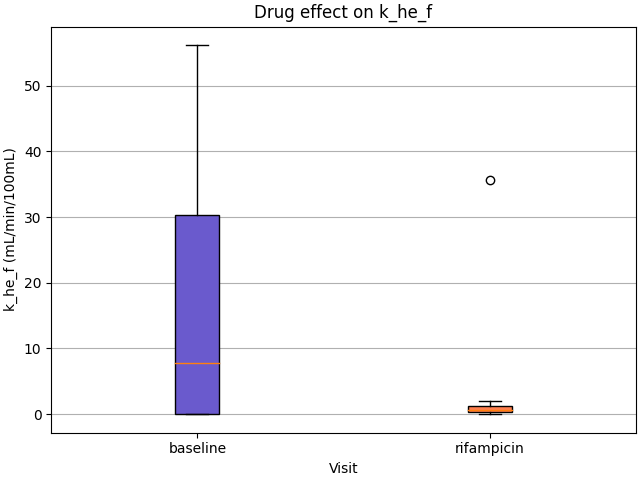 Drug effect on k_he_f
k_he_f (mL/min/100mL)
50
40
30
20
10
0
baseline
rifampicin
Visit